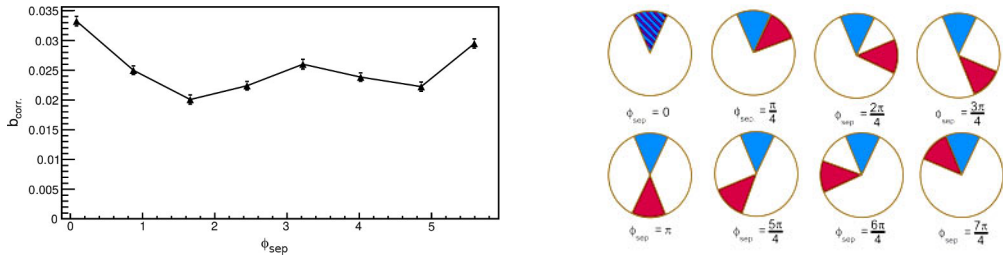 0.035
0.03
0.025
0.02
0.015
0.01
0.005
0
b_corr.
0 1 2 3 4 5
ϕ_sep
ϕ_sep = 0
ϕ_sep = π/4
ϕ_sep = 2π/4
ϕ_sep = 3π/4
ϕ_sep = π
ϕ_sep = 5π/4
ϕ_sep = 6π/4
ϕ_sep = 7π/4